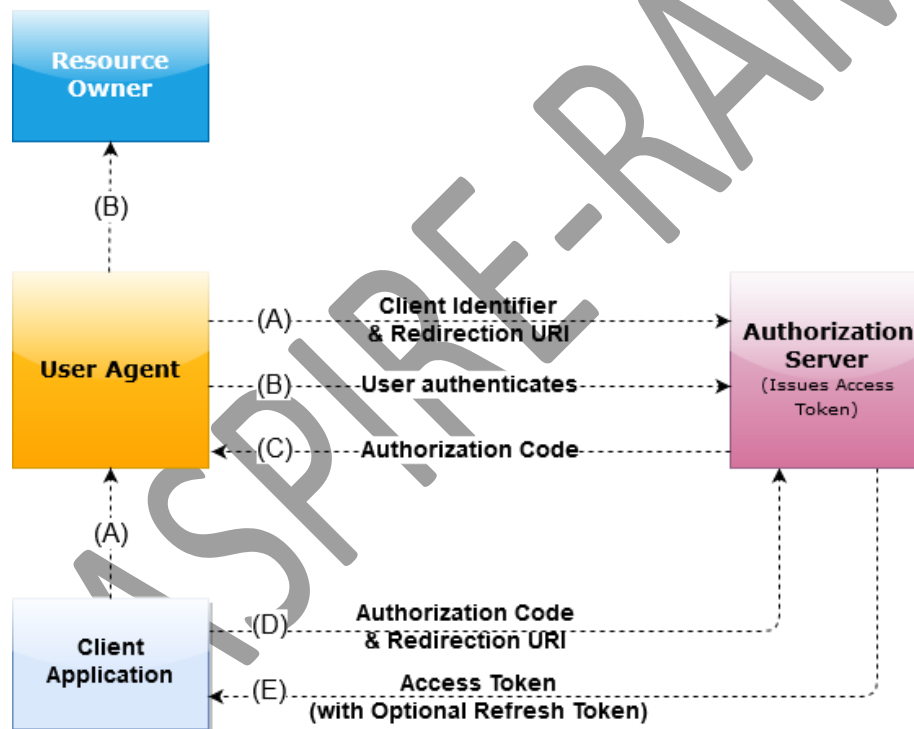 Resource
Owner
(B)
(A)
Client Identifier
& Redirection URI
User Agent
(B)
User authenticates
Authorization
Server
(Issues Access
Token)
(C)
Authorization Code
(A)
Client
Application
(D)
Authorization Code
& Redirection URI
(E)
Access Token
(with Optional Refresh Token)
ASPIRE-RAN